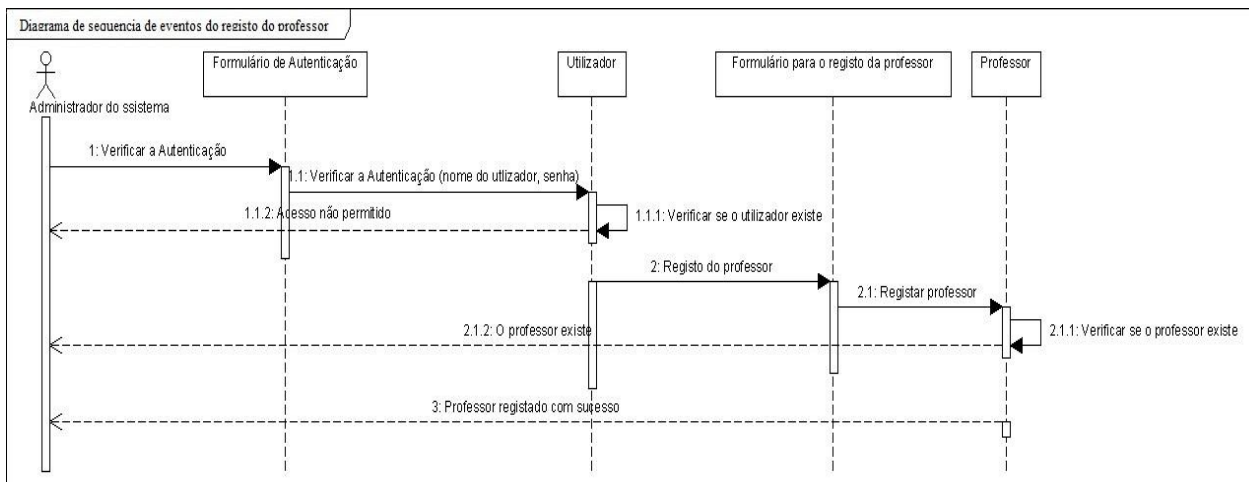 Diagrama de sequencia de eventos do registo do professor
Formulário de Autenticação
Utilizador
Formulário para o registo da professor
Professor
Administrador do ssistema
1: Verificar a Autenticação
1.1: Verificar a Autenticação (nome do utlizador, senha)
1.1.2: Acesso não permitido
1.1.1: Verificar se o utilizador existe
2: Registo do professor
2.1: Registar professor
2.1.2: O professor existe
2.1.1: Verificar se o professor existe
3: Professor registado com sucesso